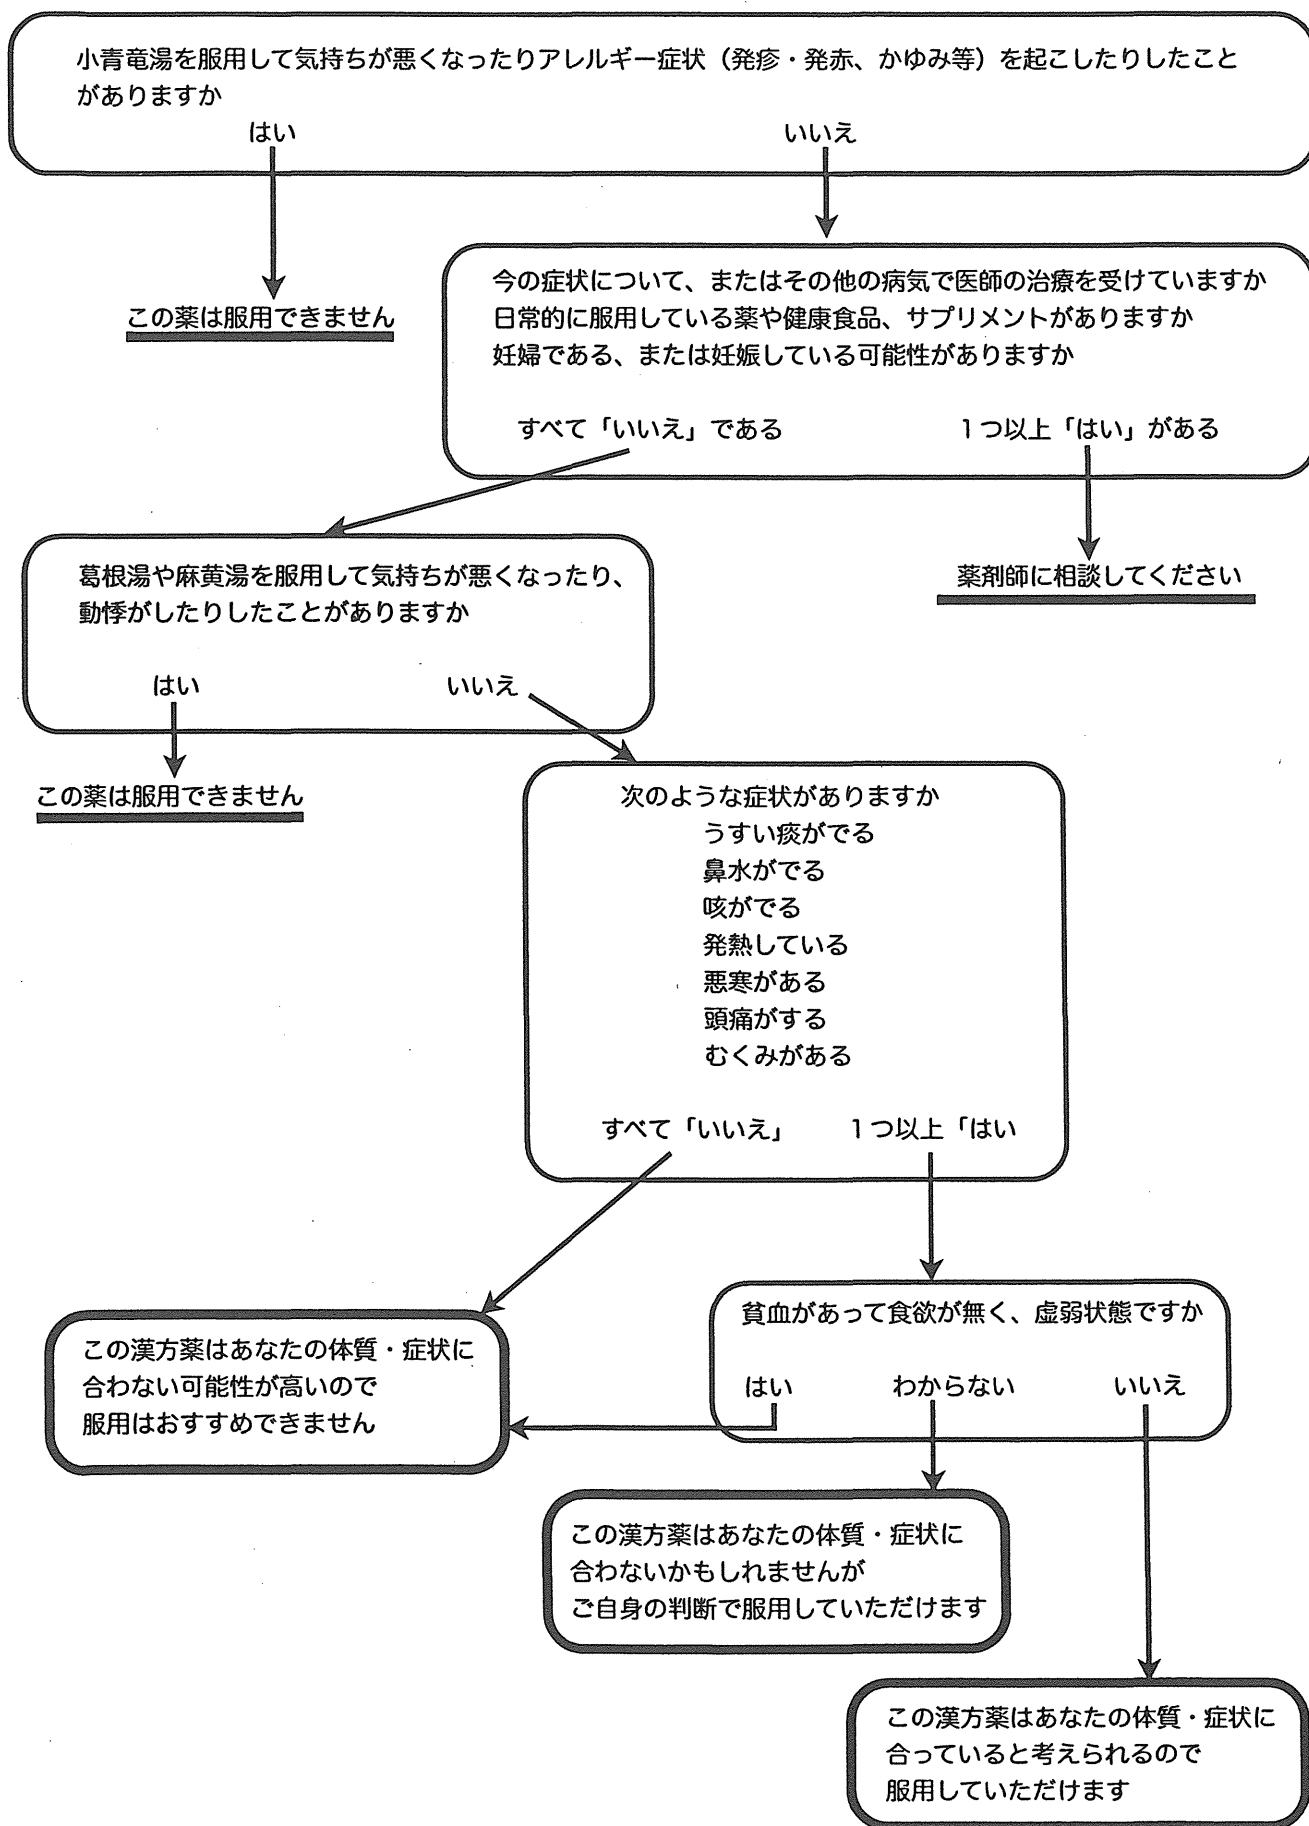 小青竜湯を服用して気持ちが悪くなったりアレルギー症状（発疹・発赤、かゆみ等）を起こしたりしたこと
がありますか
はい
いいえ
この薬は服用できません
今の症状について、またはその他の病気で医師の治療を受けていますか
日常的に服用している薬や健康食品、サプリメントがありますか
妊婦である、または妊娠している可能性がありますか
すべて「いいえ」である
１つ以上「はい」がある
薬剤師に相談してください
葛根湯や麻黄湯を服用して気持ちが悪くなったり、
動悸がしたりしたことがありますか
はい
いいえ
この薬は服用できません
次のような症状がありますか
うすい痰がでる
鼻水がでる
咳がでる
発熱している
悪寒がある
頭痛がする
むくみがある
すべて「いいえ」
１つ以上「はい
貧血があって食欲が無く、虚弱状態ですか
はい
わからない
いいえ
この漢方薬はあなたの体質・症状に
合わない可能性が高いので
服用はおすすめできません
この漢方薬はあなたの体質・症状に
合わないかもしれませんが
ご自身の判断で服用していただけます
この漢方薬はあなたの体質・症状に
合っていると考えられるので
服用していただけます